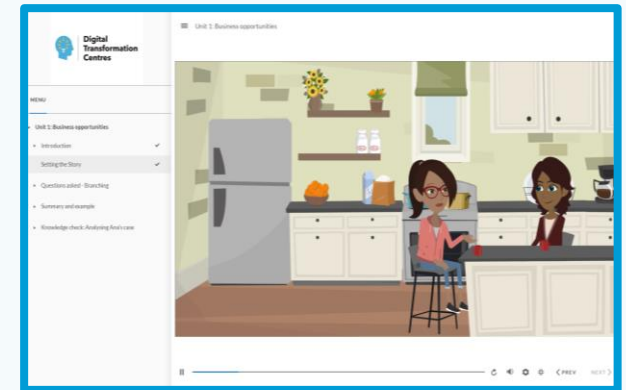 Digital
Transformation
Centres
MENU
Unit 1: Business opportunities
Introduction
Setting the Story
Questions asked - Branching
Summary and example
Knowledge check: Analysing Ana's case
Unit 1: Business opportunities
< PREV
NEXT >